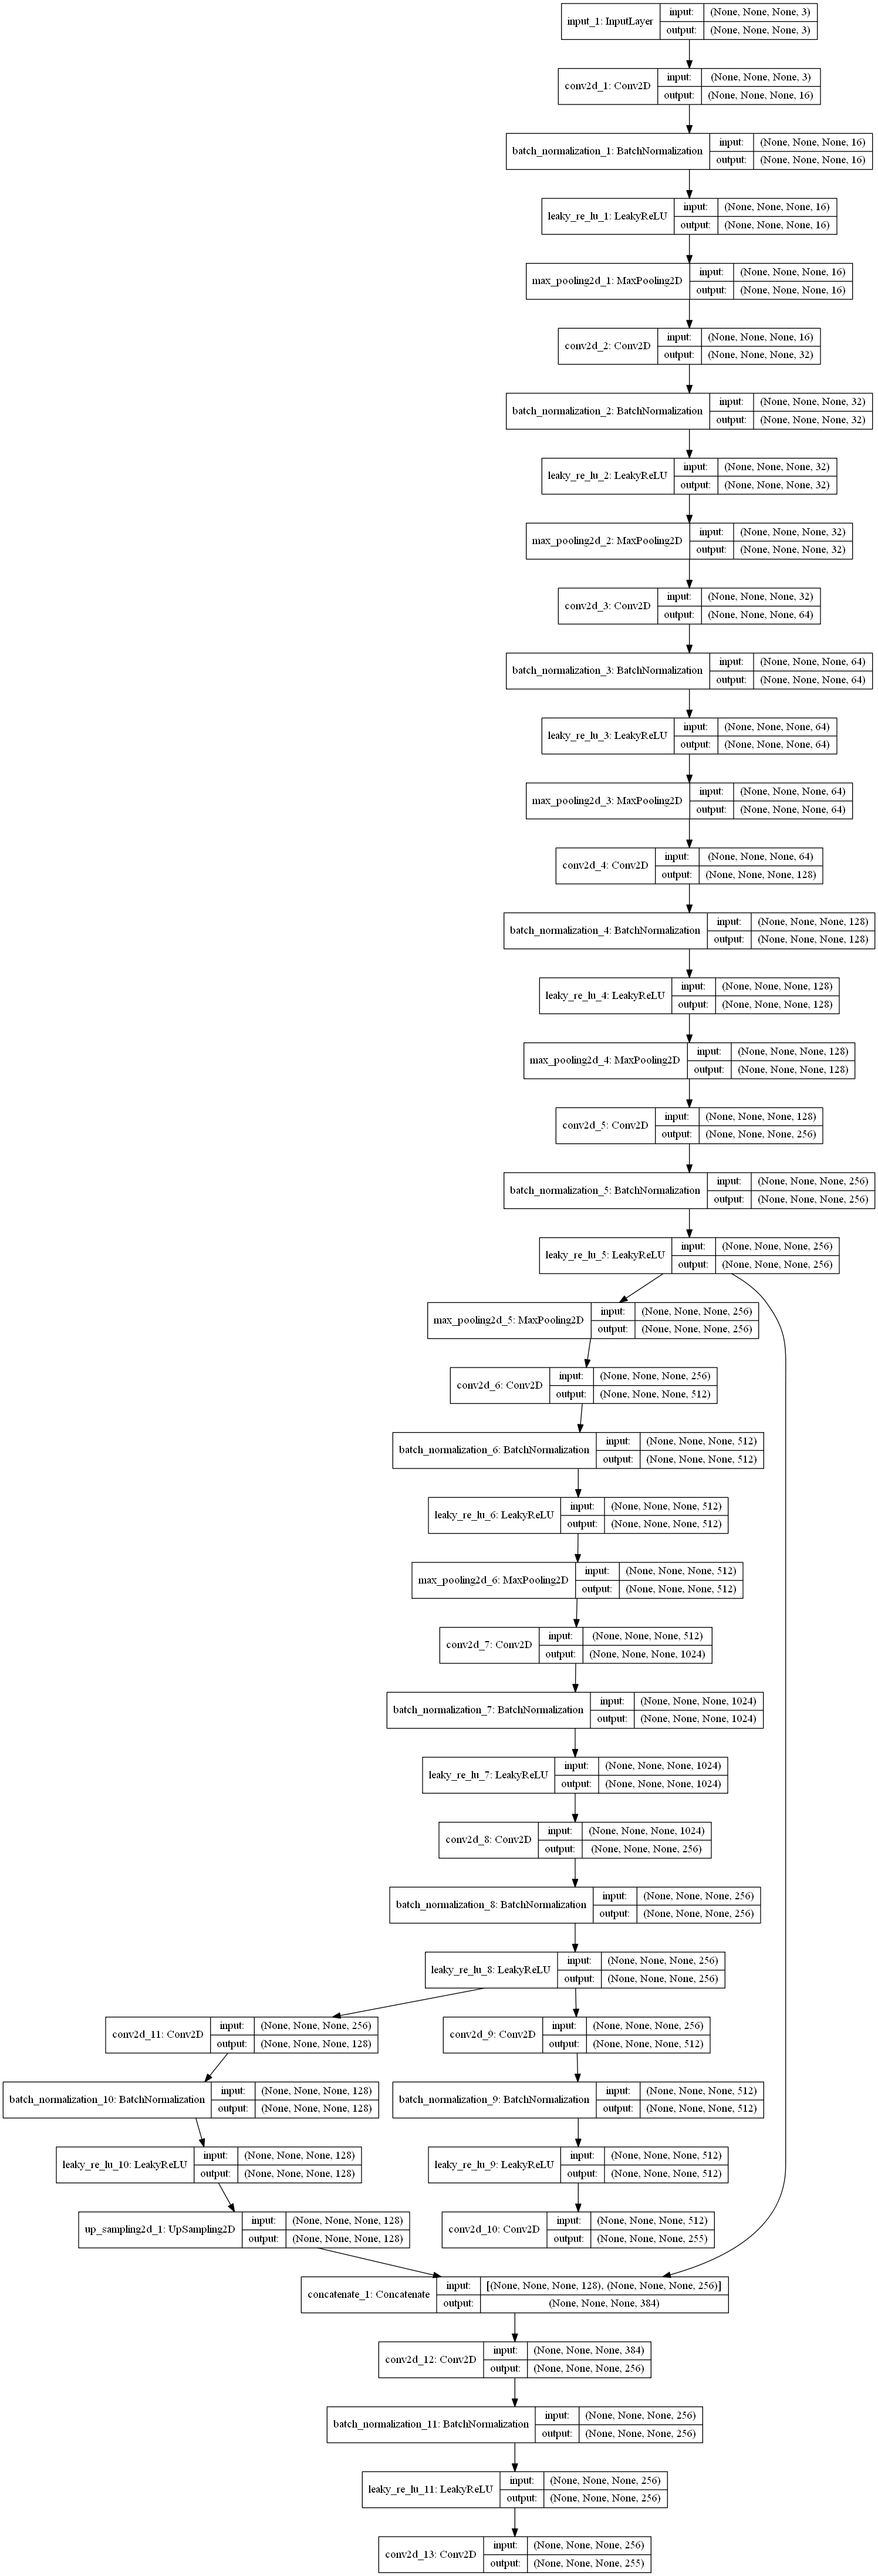 input_1: InputLayer
input: (None, None, None, 3)
output: (None, None, None, 3)
conv2d_1: Conv2D
input: (None, None, None, 3)
output: (None, None, None, 16)
batch_normalization_1: BatchNormalization
input: (None, None, None, 16)
output: (None, None, None, 16)
leaky_re_lu_1: LeakyReLU
input: (None, None, None, 16)
output: (None, None, None, 16)
max_pooling2d_1: MaxPooling2D
input: (None, None, None, 16)
output: (None, None, None, 16)
conv2d_2: Conv2D
input: (None, None, None, 16)
output: (None, None, None, 32)
batch_normalization_2: BatchNormalization
input: (None, None, None, 32)
output: (None, None, None, 32)
leaky_re_lu_2: LeakyReLU
input: (None, None, None, 32)
output: (None, None, None, 32)
max_pooling2d_2: MaxPooling2D
input: (None, None, None, 32)
output: (None, None, None, 32)
conv2d_3: Conv2D
input: (None, None, None, 32)
output: (None, None, None, 64)
batch_normalization_3: BatchNormalization
input: (None, None, None, 64)
output: (None, None, None, 64)
leaky_re_lu_3: LeakyReLU
input: (None, None, None, 64)
output: (None, None, None, 64)
max_pooling2d_3: MaxPooling2D
input: (None, None, None, 64)
output: (None, None, None, 64)
conv2d_4: Conv2D
input: (None, None, None, 64)
output: (None, None, None, 128)
batch_normalization_4: BatchNormalization
input: (None, None, None, 128)
output: (None, None, None, 128)
leaky_re_lu_4: LeakyReLU
input: (None, None, None, 128)
output: (None, None, None, 128)
max_pooling2d_4: MaxPooling2D
input: (None, None, None, 128)
output: (None, None, None, 128)
conv2d_5: Conv2D
input: (None, None, None, 128)
output: (None, None, None, 256)
batch_normalization_5: BatchNormalization
input: (None, None, None, 256)
output: (None, None, None, 256)
leaky_re_lu_5: LeakyReLU
input: (None, None, None, 256)
output: (None, None, None, 256)
max_pooling2d_5: MaxPooling2D
input: (None, None, None, 256)
output: (None, None, None, 256)
conv2d_6: Conv2D
input: (None, None, None, 256)
output: (None, None, None, 512)
batch_normalization_6: BatchNormalization
input: (None, None, None, 512)
output: (None, None, None, 512)
leaky_re_lu_6: LeakyReLU
input: (None, None, None, 512)
output: (None, None, None, 512)
max_pooling2d_6: MaxPooling2D
input: (None, None, None, 512)
output: (None, None, None, 512)
conv2d_7: Conv2D
input: (None, None, None, 512)
output: (None, None, None, 1024)
batch_normalization_7: BatchNormalization
input: (None, None, None, 1024)
output: (None, None, None, 1024)
leaky_re_lu_7: LeakyReLU
input: (None, None, None, 1024)
output: (None, None, None, 1024)
conv2d_8: Conv2D
input: (None, None, None, 1024)
output: (None, None, None, 256)
batch_normalization_8: BatchNormalization
input: (None, None, None, 256)
output: (None, None, None, 256)
leaky_re_lu_8: LeakyReLU
input: (None, None, None, 256)
output: (None, None, None, 256)
conv2d_11: Conv2D
input: (None, None, None, 256)
output: (None, None, None, 128)
conv2d_9: Conv2D
input: (None, None, None, 256)
output: (None, None, None, 512)
batch_normalization_10: BatchNormalization
input: (None, None, None, 128)
output: (None, None, None, 128)
batch_normalization_9: BatchNormalization
input: (None, None, None, 512)
output: (None, None, None, 512)
leaky_re_lu_10: LeakyReLU
input: (None, None, None, 128)
output: (None, None, None, 128)
leaky_re_lu_9: LeakyReLU
input: (None, None, None, 512)
output: (None, None, None, 512)
up_sampling2d_1: UpSampling2D
input: (None, None, None, 128)
output: (None, None, None, 128)
conv2d_10: Conv2D
input: (None, None, None, 512)
output: (None, None, None, 255)
concatenate_1: Concatenate
input: [(None, None, None, 128), (None, None, None, 256)]
output: (None, None, None, 384)
conv2d_12: Conv2D
input: (None, None, None, 384)
output: (None, None, None, 256)
batch_normalization_11: BatchNormalization
input: (None, None, None, 256)
output: (None, None, None, 256)
leaky_re_lu_11: LeakyReLU
input: (None, None, None, 256)
output: (None, None, None, 256)
conv2d_13: Conv2D
input: (None, None, None, 256)
output: (None, None, None, 255)